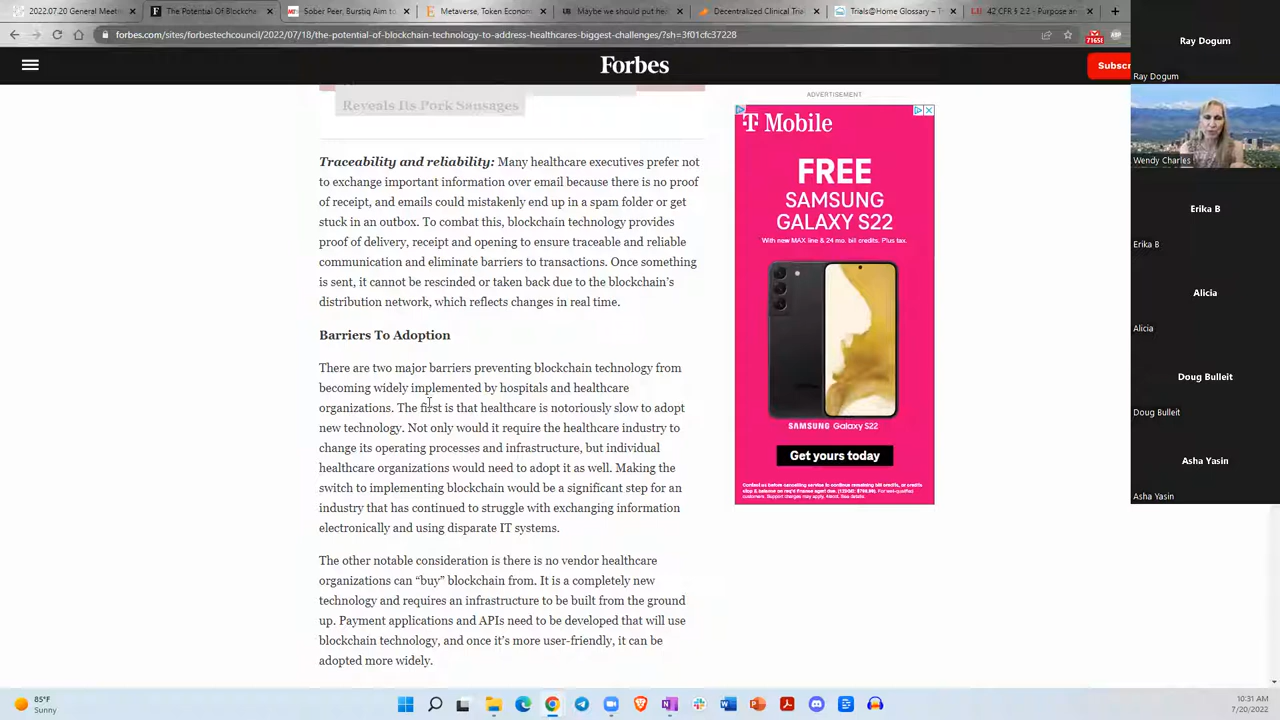 2022.07.20 General Meeti
The Potential Of Blockcha
Sober Peer, Burstiq Aim to
Metaverse, Token Econom
Maybe we should put hea
Decentralized Clinical Tria
Trials@Home Glossary – T
42 CFR § 2.2 - Purpose an
forbes.com/sites/forbestechcouncil/2022/07/18/the-potential-of-blockchain-technology-to-address-healthcares-biggest-challenges/?sh=3f01cfc37228
Forbes
Subscr
Reveals Its Pork Sausages
Traceability and reliability: Many healthcare executives prefer not
to exchange important information over email because there is no proof
of receipt, and emails could mistakenly end up in a spam folder or get
stuck in an outbox. To combat this, blockchain technology provides
proof of delivery, receipt and opening to ensure traceable and reliable
communication and eliminate barriers to transactions. Once something
is sent, it cannot be rescinded or taken back due to the blockchain's
distribution network, which reflects changes in real time.
Barriers To Adoption
There are two major barriers preventing blockchain technology from
becoming widely implemented by hospitals and healthcare
organizations. The first is that healthcare is notoriously slow to adopt
new technology. Not only would it require the healthcare industry to
change its operating processes and infrastructure, but individual
healthcare organizations would need to adopt it as well. Making the
change to using blockchain would be a significant step for an
industry that has continued to struggle with exchanging information
electronically and using disparate IT systems.
The other notable consideration is there is no vendor healthcare
organizations can “buy” blockchain from. It is a completely new
technology and requires an infrastructure to be built from the ground
up. Payment applications and APIs need to be developed that will use
blockchain technology, and once it's more user-friendly, it can be
adopted more widely.
ADVERTISEMENT
T Mobile
FREE
SAMSUNG
GALAXY S22
With new MAX line & 24 mo. bill credits. Plus tax.
SAMSUNG Galaxy S22
Get yours today
Ray Dogum
Ray Dogum
Wendy Charles
Erika B
Erika B
Alicia
Alicia
Doug Bulleit
Doug Bulleit
Asha Yasin
Asha Yasin
85°F
Sunny
10:31 AM
7/20/2022